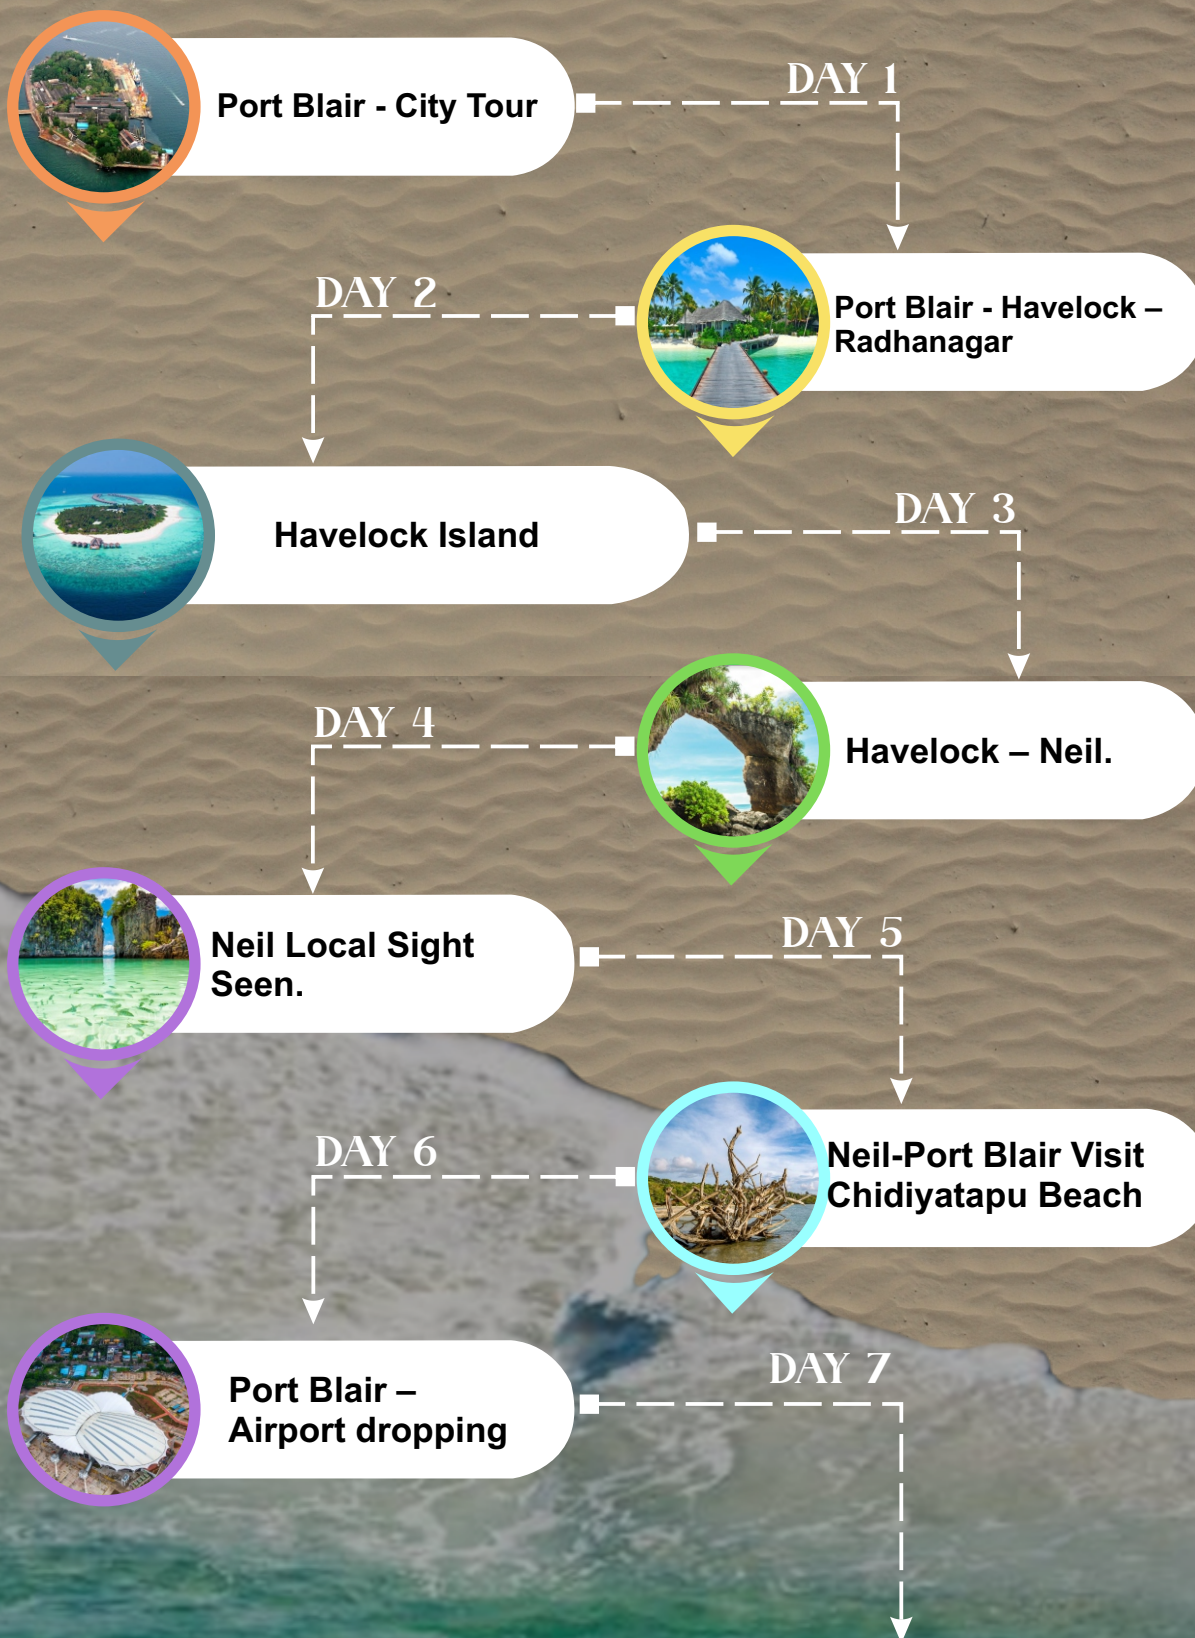 Port Blair - City Tour
DAY 1
Port Blair - Havelock –
Radhanagar
DAY 2
Havelock Island
DAY 3
Havelock – Neil.
DAY 4
Neil Local Sight
Seen.
DAY 5
Neil-Port Blair Visit
Chidiyatapu Beach
DAY 6
Port Blair –
Airport dropping
DAY 7